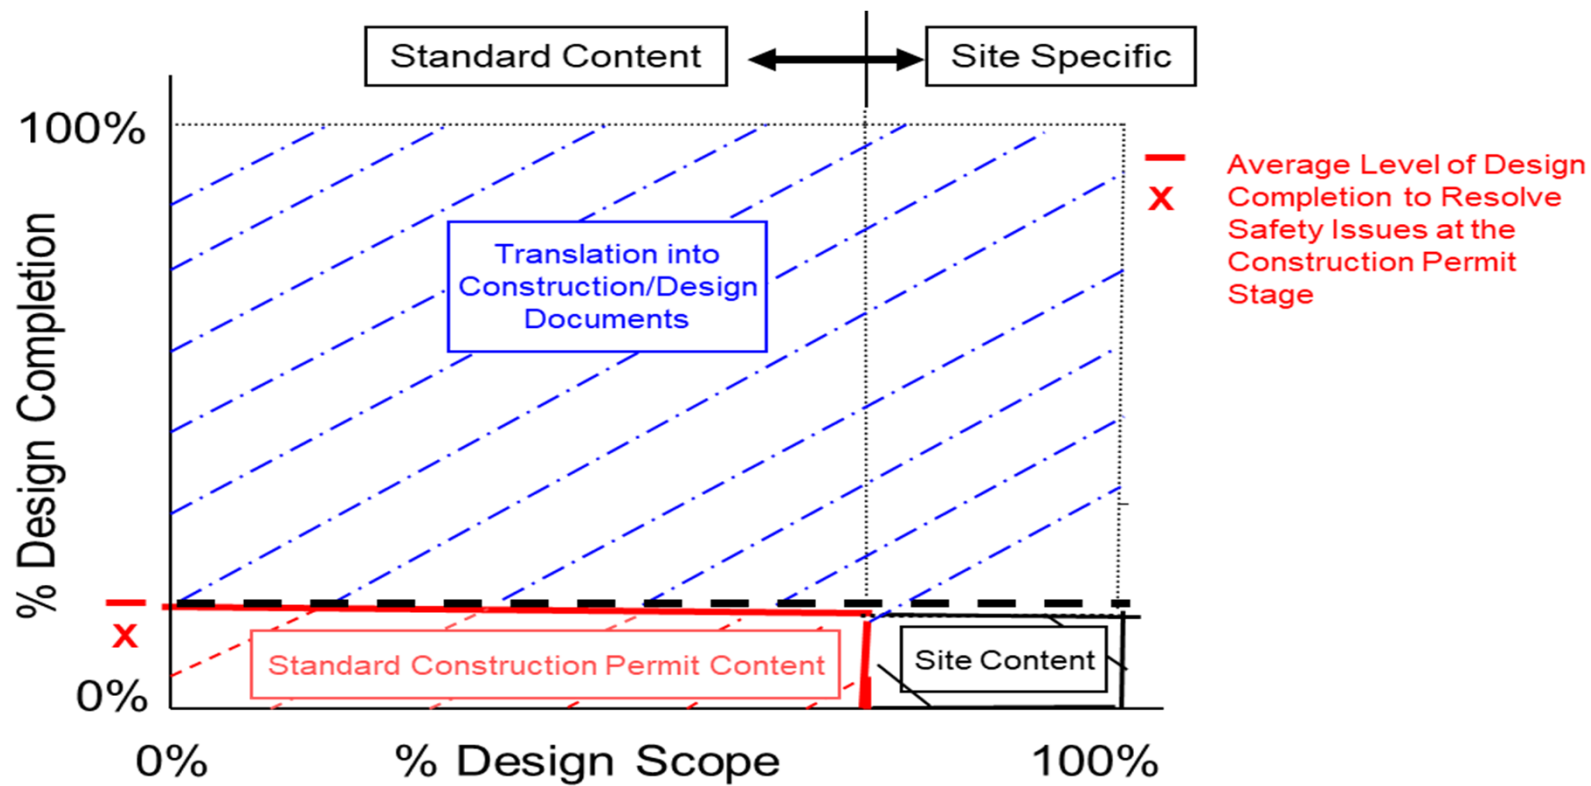 Standard Content
Site Specific
100%
Average Level of Design
Completion to Resolve
Safety Issues at the
Construction Permit
Stage
X
Translation into
Construction/Design
Documents
% Design Completion
X
Standard Construction Permit Content
Site Content
0%
0%
% Design Scope
100%